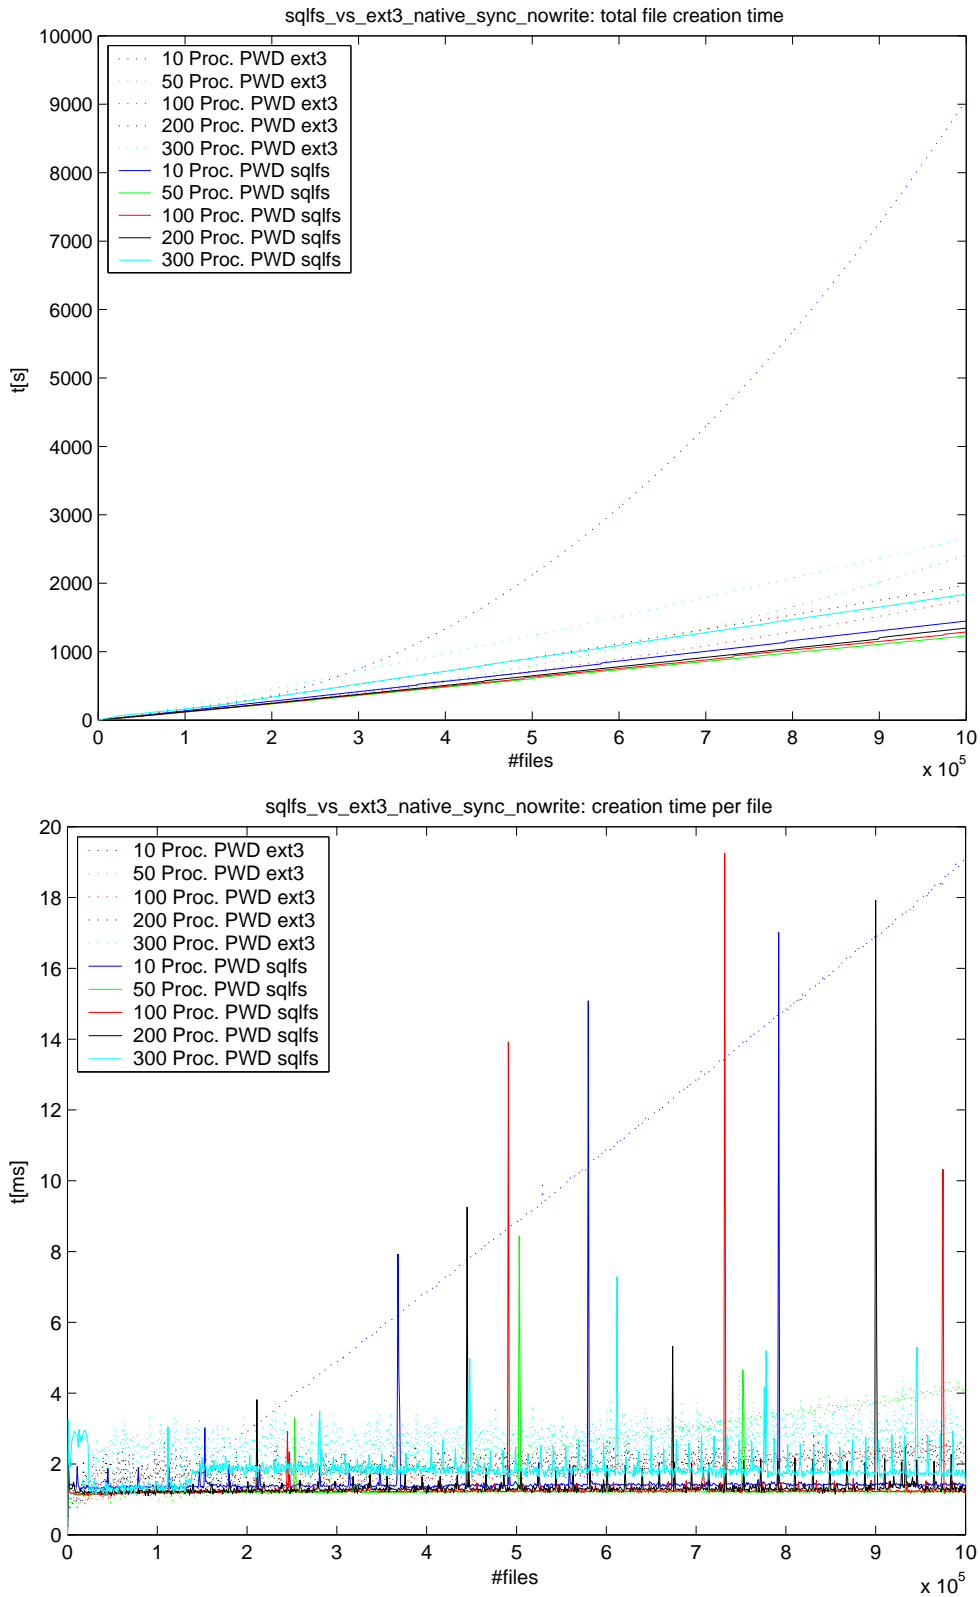 sqlfs_vs_ext3_native_sync_nowrite: total file creation time
10000
9000
8000
7000
6000
5000
4000
3000
2000
1000
0
t[s]
10 Proc. PWD ext3
50 Proc. PWD ext3
100 Proc. PWD ext3
200 Proc. PWD ext3
300 Proc. PWD ext3
10 Proc. PWD sqlfs
50 Proc. PWD sqlfs
100 Proc. PWD sqlfs
200 Proc. PWD sqlfs
300 Proc. PWD sqlfs
0 1 2 3 4 5 6 7 8 9 10
#files
x 10^5
sqlfs_vs_ext3_native_sync_nowrite: creation time per file
20
18
16
14
12
10
8
6
4
2
0
t[ms]
10 Proc. PWD ext3
50 Proc. PWD ext3
100 Proc. PWD ext3
200 Proc. PWD ext3
300 Proc. PWD ext3
10 Proc. PWD sqlfs
50 Proc. PWD sqlfs
100 Proc. PWD sqlfs
200 Proc. PWD sqlfs
300 Proc. PWD sqlfs
0 1 2 3 4 5 6 7 8 9 10
#files
x 10^5